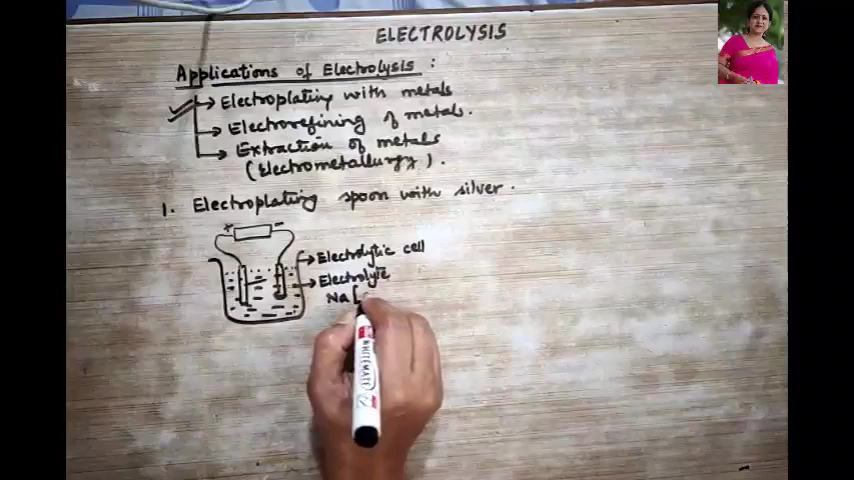 ELECTROLYSIS
Applications of Electrolysis :
Electroplating with metals
Electrorefining of metals.
Extraction of metals
(Electrometallurgy).
1. Electroplating spoon with silver.
+ -
Electrolytic cell
Electrolyte
Na[
WHITEMATE